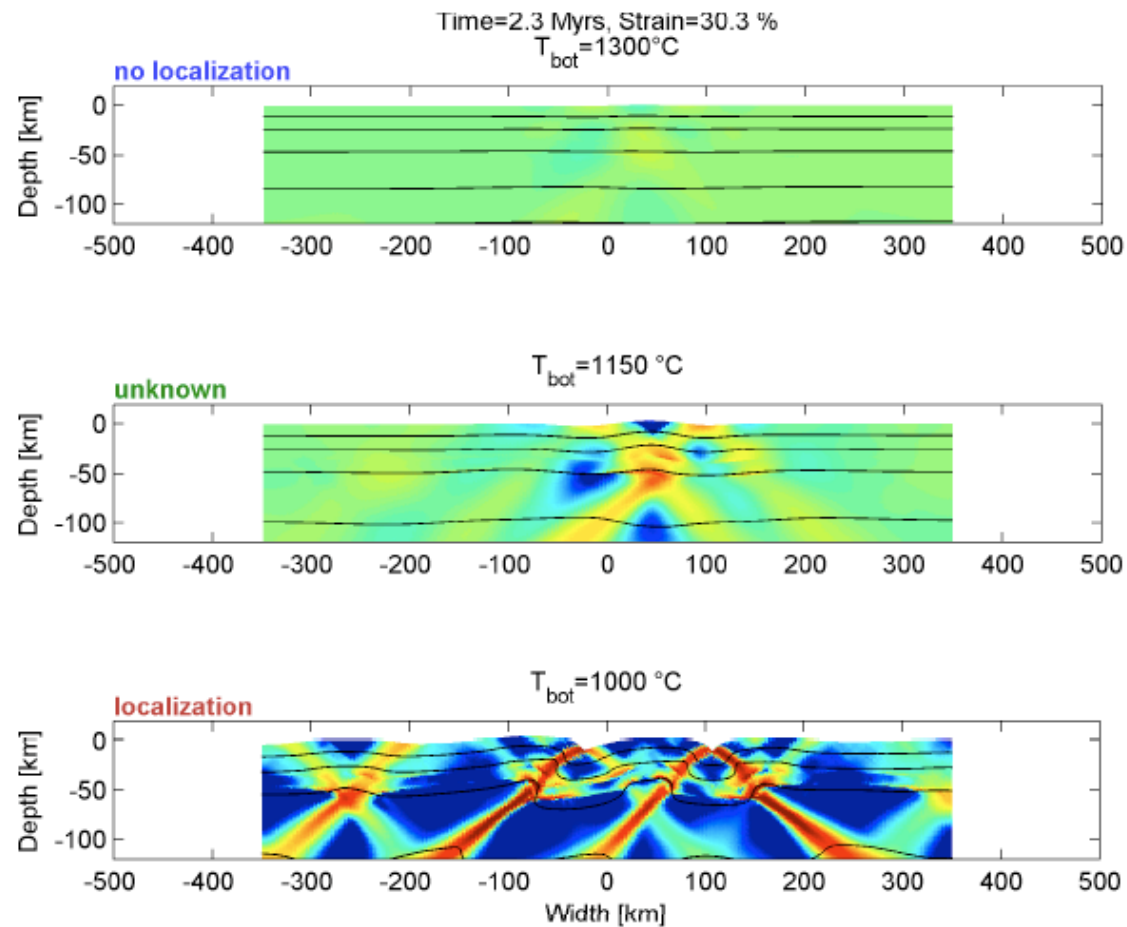 Time=2.3 Myrs, Strain=30.3 %
T_bot=1300°C
no localization
Depth [km]
0
-50
-100
-500 -400 -300 -200 -100 0 100 200 300 400 500
T_bot=1150 °C
unknown
Depth [km]
0
-50
-100
-500 -400 -300 -200 -100 0 100 200 300 400 500
T_bot=1000 °C
localization
Depth [km]
0
-50
-100
-500 -400 -300 -200 -100 0 100 200 300 400 500
Width [km]